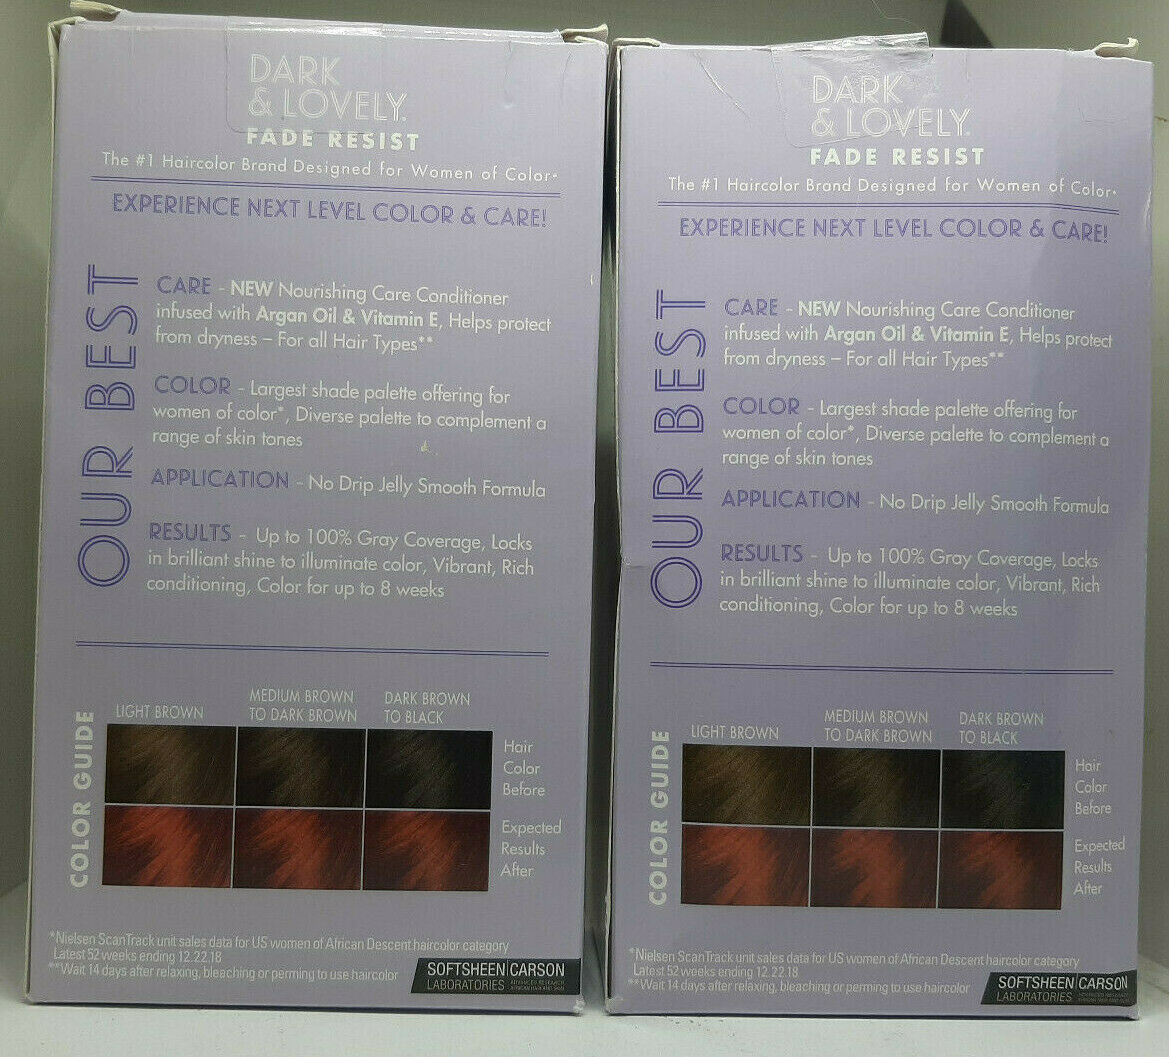 DARK
& LOVELY.
FADE RESIST
The #1 Haircolor Brand Designed for Women of Color*
EXPERIENCE NEXT LEVEL COLOR & CARE!
OUR BEST
CARE - NEW Nourishing Care Conditioner
infused with Argan Oil & Vitamin E, Helps protect
from dryness – For all Hair Types**
COLOR - Largest shade palette offering for
women of color*, Diverse palette to complement a
range of skin tones
APPLICATION - No Drip Jelly Smooth Formula
RESULTS - Up to 100% Gray Coverage, Locks
in brilliant shine to illuminate color, Vibrant, Rich
conditioning, Color for up to 8 weeks
COLOR GUIDE
LIGHT BROWN
MEDIUM BROWN
TO DARK BROWN
DARK BROWN
TO BLACK
Hair
Color
Before
Expected
Results
After
*Nielsen ScanTrack unit sales data for US women of African Descent haircolor category
Latest 52 weeks ending 12.22.18
**Wait 14 days after relaxing, bleaching or perming to use haircolor
SOFTSHEEN CARSON
LABORATORIES ADVANCED RESEARCH
AFRICAN HAIR AND SKIN
DARK
& LOVELY.
FADE RESIST
The #1 Haircolor Brand Designed for Women of Color*
EXPERIENCE NEXT LEVEL COLOR & CARE!
OUR BEST
CARE - NEW Nourishing Care Conditioner
infused with Argan Oil & Vitamin E, Helps protect
from dryness – For all Hair Types**
COLOR - Largest shade palette offering for
women of color*, Diverse palette to complement a
range of skin tones
APPLICATION - No Drip Jelly Smooth Formula
RESULTS - Up to 100% Gray Coverage, Locks
in brilliant shine to illuminate color, Vibrant, Rich
conditioning, Color for up to 8 weeks
COLOR GUIDE
LIGHT BROWN
MEDIUM BROWN
TO DARK BROWN
DARK BROWN
TO BLACK
Hair
Color
Before
Expected
Results
After
*Nielsen ScanTrack unit sales data for US women of African Descent haircolor category
Latest 52 weeks ending 12.22.18
**Wait 14 days after relaxing, bleaching or perming to use haircolor
SOFTSHEEN CARSON
LABORATORIES ADVANCED RESEARCH
AFRICAN HAIR AND SKIN